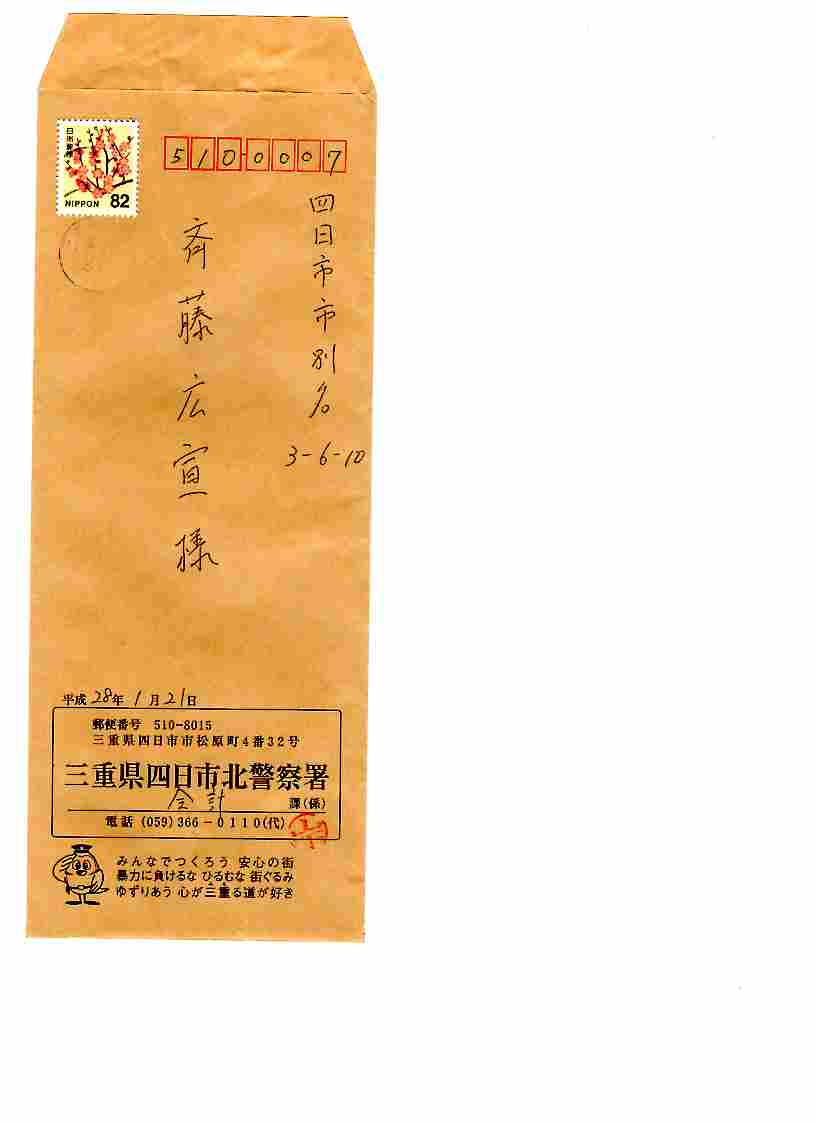 日本郵便
NIPPON 82
510-0007
四日市市別名
3-6-10
斉藤広宣様
平成28年1月21日
郵便番号 510-8015
三重県四日市市松原町4番32号
三重県四日市北警察署
会計 課(係)
電話 (059)366-0110(代)
みんなでつくろう 安心の街
暴力に負けるな ひるむな 街ぐるみ
ゆずりあう 心が三重る道が好き